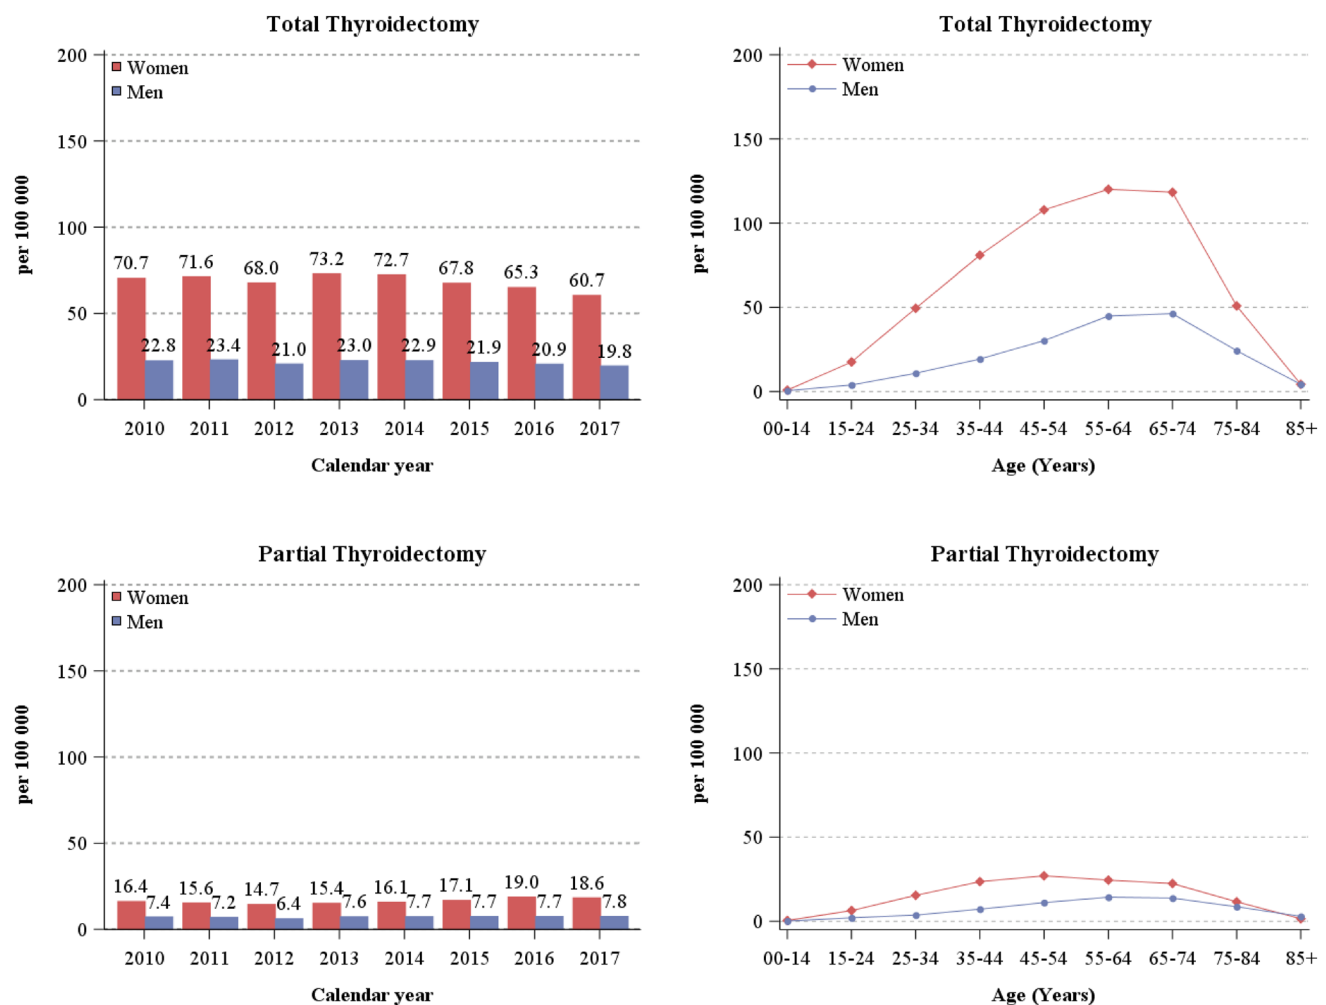 Total Thyroidectomy
200
150
100
50
0
per 100 000
Women
Men
70.7 71.6 68.0 73.2 72.7 67.8 65.3 60.7
22.8 23.4 21.0 23.0 22.9 21.9 20.9 19.8
2010 2011 2012 2013 2014 2015 2016 2017
Calendar year
Total Thyroidectomy
200
150
100
50
0
per 100 000
Women
Men
00-14 15-24 25-34 35-44 45-54 55-64 65-74 75-84 85+
Age (Years)
Partial Thyroidectomy
200
150
100
50
0
per 100 000
Women
Men
16.4 15.6 14.7 15.4 16.1 17.1 19.0 18.6
7.4 7.2 6.4 7.6 7.7 7.7 7.7 7.8
2010 2011 2012 2013 2014 2015 2016 2017
Calendar year
Partial Thyroidectomy
200
150
100
50
0
per 100 000
Women
Men
00-14 15-24 25-34 35-44 45-54 55-64 65-74 75-84 85+
Age (Years)